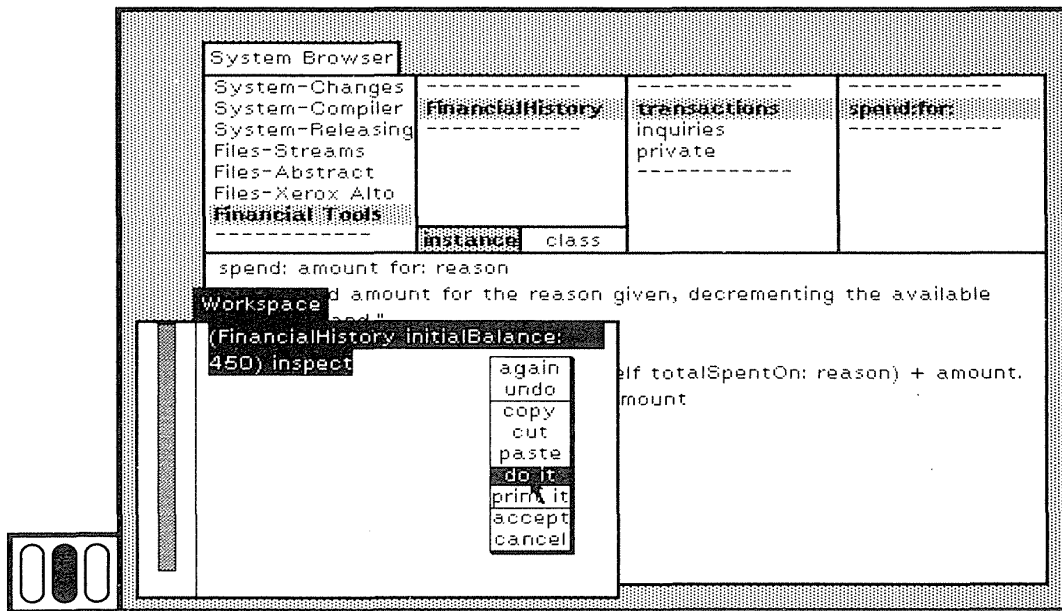 System Browser
System-Changes
System-Compiler
System-Releasing
Files-Streams
Files-Abstract
Files-Xerox Alto
Financial Tools
------------
------------
FinancialHistory
------------
instance class
------------
transactions
inquiries
private
------------
------------
spend:for:
------------
spend: amount for: reason
d amount for the reason given, decrementing the available
and."
elf totalSpentOn: reason) + amount.
mount
Workspace
(FinancialHistory initialBalance:
450) inspect
again
undo
copy
cut
paste
do it
print it
accept
cancel